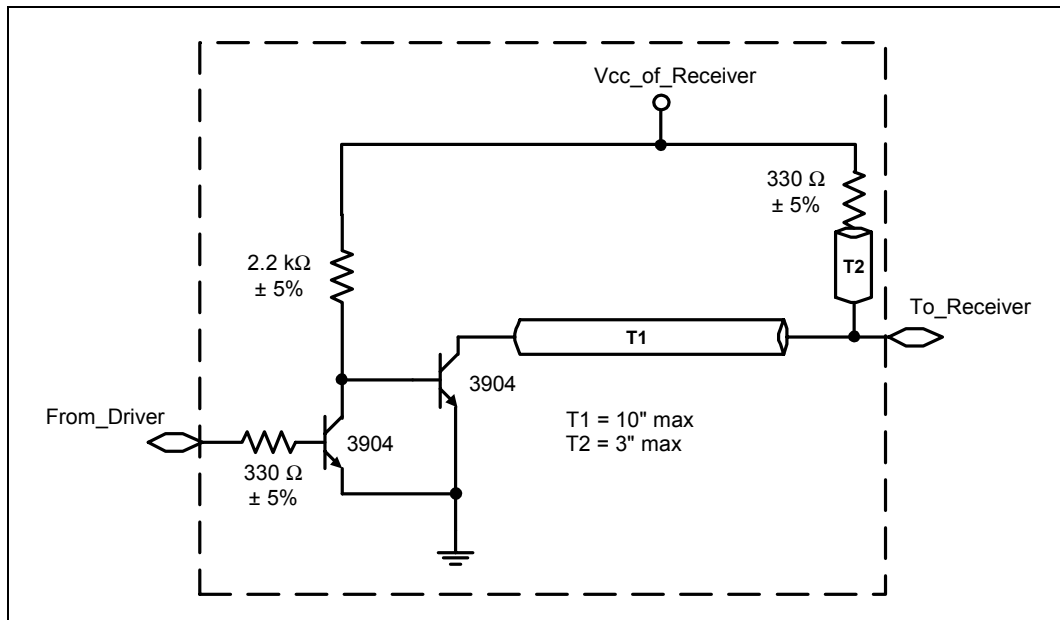 Vcc_of_Receiver
330 Ω
± 5%
T2
2.2 kΩ
± 5%
To_Receiver
T1
3904
From_Driver
3904
T1 = 10" max
T2 = 3" max
330 Ω
± 5%